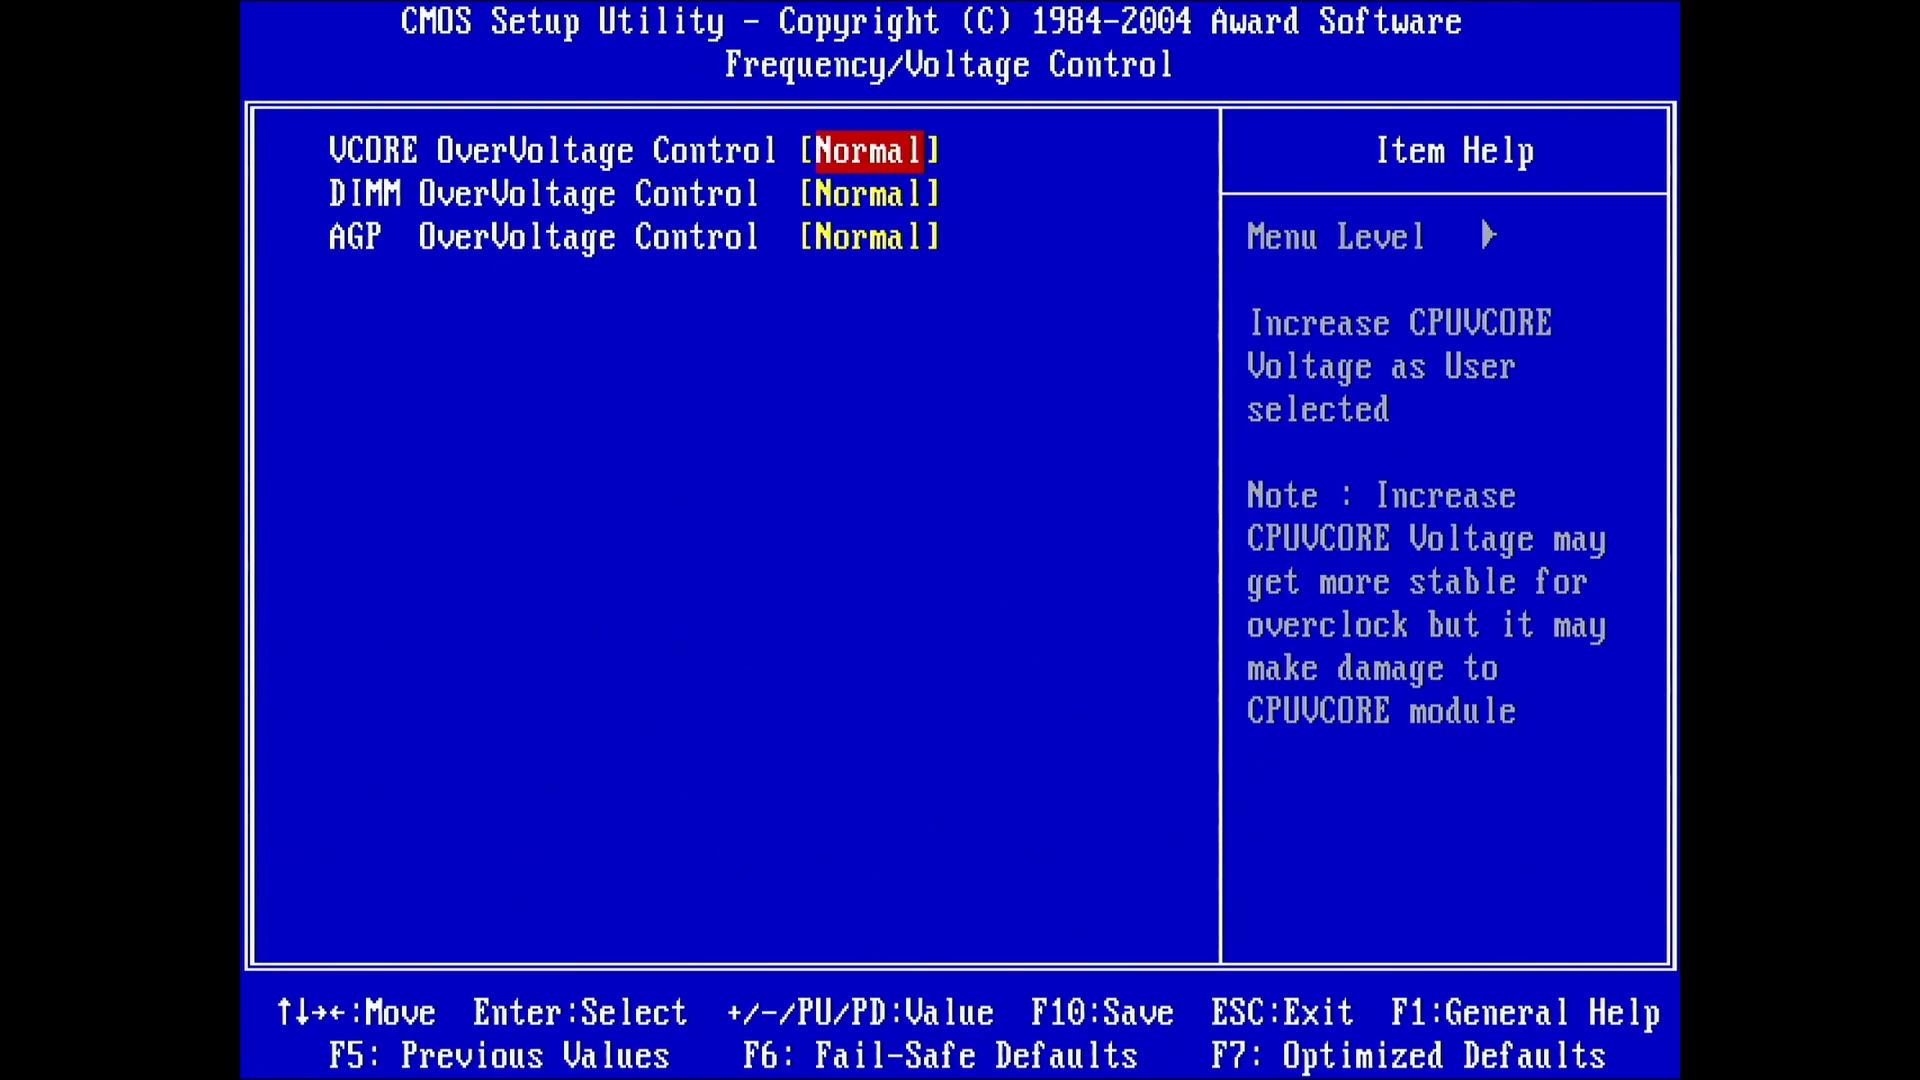 CMOS Setup Utility - Copyright (C) 1984-2004 Award Software
Frequency/Voltage Control
VCORE OverVoltage Control [Normal]
DIMM OverVoltage Control [Normal]
AGP OverVoltage Control [Normal]
Item Help
Menu Level
Increase CPUVCORE
Voltage as User
selected
Note : Increase
CPUVCORE Voltage may
get more stable for
overclock but it may
make damage to
CPUVCORE module
↑↓→←:Move Enter:Select +/-/PU/PD:Value F10:Save ESC:Exit F1:General Help
F5: Previous Values F6: Fail-Safe Defaults F7: Optimized Defaults